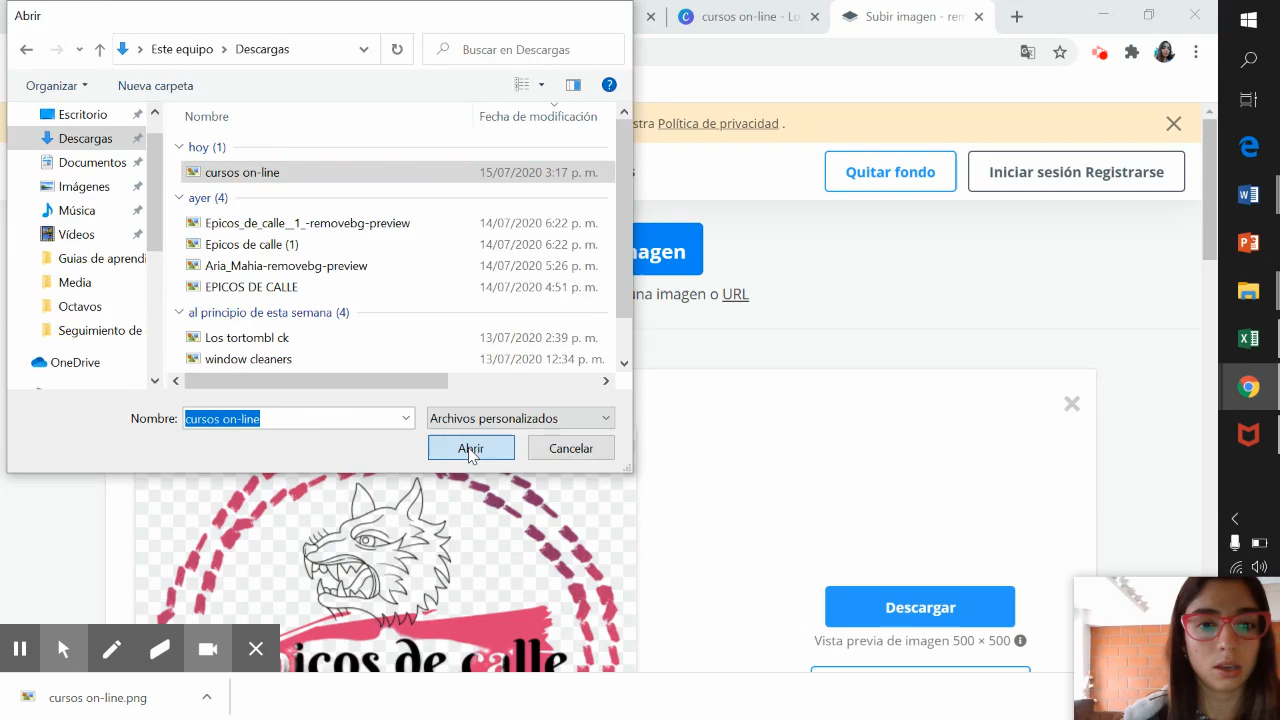 Abrir
cursos on-line - Lo
Subir imagen - rem
Este equipo
Descargas
Buscar en Descargas
Organizar
Nueva carpeta
Escritorio
Descargas
Documentos
Imágenes
Música
Vídeos
Guias de aprendi
Media
Octavos
Seguimiento de
OneDrive
Nombre
Fecha de modificación
hoy (1)
cursos on-line 15/07/2020 3:17 p. m.
ayer (4)
Epicos_de_calle__1_-removebg-preview 14/07/2020 6:22 p. m.
Epicos de calle (1) 14/07/2020 6:22 p. m.
Aria_Mahia-removebg-preview 14/07/2020 5:26 p. m.
EPICOS DE CALLE 14/07/2020 4:51 p. m.
al principio de esta semana (4)
Los tortombl ck 13/07/2020 2:39 p. m.
window cleaners 13/07/2020 12:34 p. m.
Nombre: cursos on-line
Archivos personalizados
Abrir
Cancelar
stra Política de privacidad .
s
Quitar fondo
Iniciar sesión Registrarse
magen
una imagen o URL
picos de calle
Descargar
Vista previa de imagen 500 × 500
cursos on-line.png